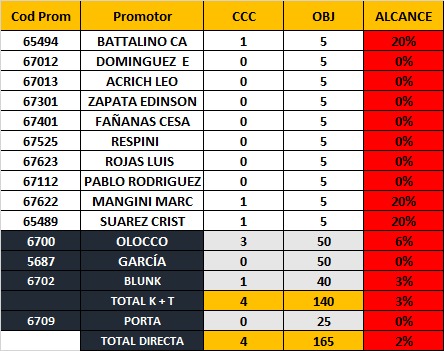 Cod Prom Promotor CCC OBJ ALCANCE
65494 BATTALINO CA 1 5 20%
67012 DOMINGUEZ E 0 5 0%
67013 ACRICH LEO 0 5 0%
67301 ZAPATA EDINSON 0 5 0%
67401 FAÑANAS CESA 0 5 0%
67525 RESPINI 0 5 0%
67623 ROJAS LUIS 0 5 0%
67112 PABLO RODRIGUEZ 0 5 0%
67622 MANGINI MARC 1 5 20%
65489 SUAREZ CRIST 1 5 20%
6700 OLOCCO 3 50 6%
5687 GARCÍA 0 50 0%
6702 BLUNK 1 40 3%
TOTAL K + T 4 140 3%
6709 PORTA 0 25 0%
TOTAL DIRECTA 4 165 2%